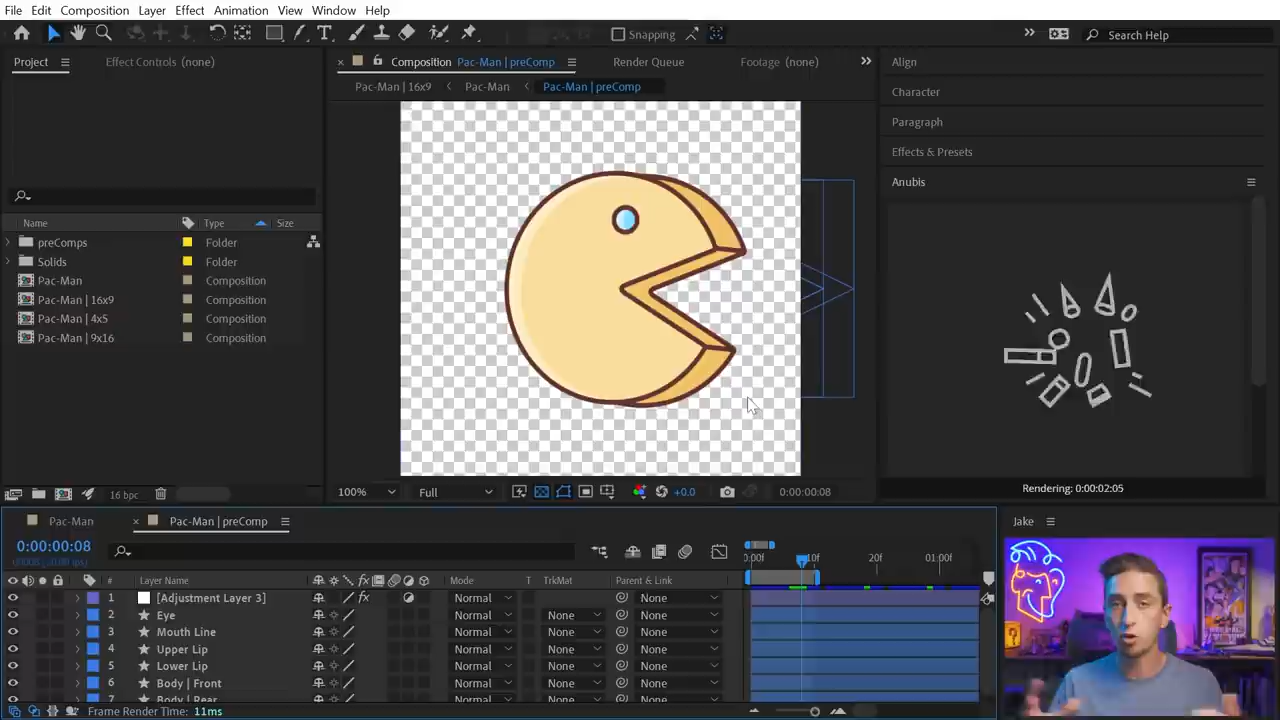 File Edit Composition Layer Effect Animation View Window Help
Snapping
Search Help
Project
Effect Controls (none)
Composition Pac-Man | preComp
Render Queue
Footage (none)
Pac-Man | 16x9
Pac-Man
Pac-Man | preComp
Align
Character
Paragraph
Effects & Presets
Anubis
Name Type Size
preComps Folder
Solids Folder
Pac-Man Composition
Pac-Man | 16x9 Composition
Pac-Man | 4x5 Composition
Pac-Man | 9x16 Composition
16 bpc
100% Full +0.0 0:00:00:08
Rendering: 0:00:02:05
Pac-Man
Pac-Man | preComp
Jake
0:00:00:08
10f 20f 01:00f
# Layer Name Mode T TrkMat Parent & Link
1 [Adjustment Layer 3] Normal None
2 Eye Normal None None
3 Mouth Line Normal None None
4 Upper Lip Normal None None
5 Lower Lip Normal None None
6 Body | Front Normal None None
7 Body | Rear Normal None None
Frame Render Time: 11ms